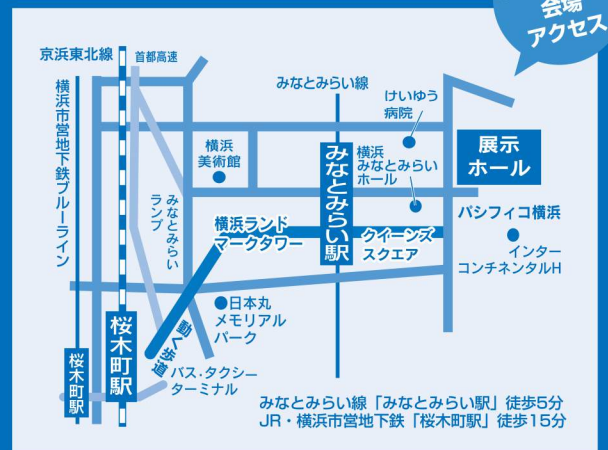 会場
アクセス
京浜東北線
首都高速
横浜市営地下鉄ブルーライン
みなとみらい線
けいゆう
病院
横浜
美術館
みなとみらい駅
横浜
みなとみらい
ホール
展示
ホール
みなとみらい
ランプ
横浜ランド
マークタワー
クイーンズ
スクエア
パシフィコ横浜
インター
コンチネンタルH
日本丸
メモリアル
パーク
動く歩道
桜木町駅
桜木町駅
バス・タクシー
ターミナル
みなとみらい線「みなとみらい駅」徒歩5分
JR・横浜市営地下鉄「桜木町駅」徒歩15分